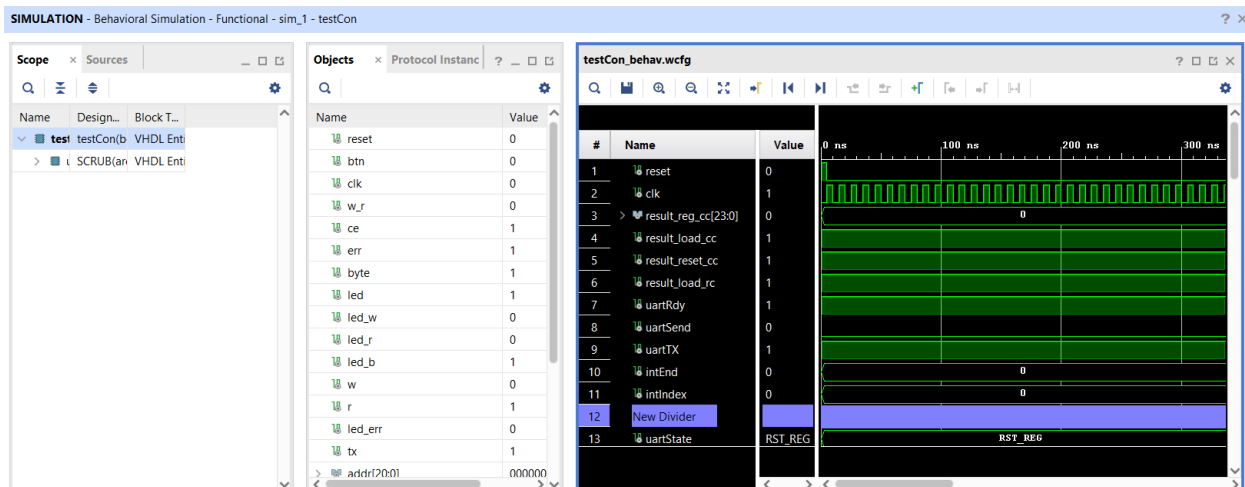 SIMULATION - Behavioral Simulation - Functional - sim_1 - testCon
? ×
Scope × Sources
Name Design... Block T...
test testCon(b VHDL Enti
SCRUB(ar VHDL Enti
Objects × Protocol Instanc ?
Name Value
reset 0
btn 0
clk 0
w_r 0
ce 1
err 1
byte 1
led 1
led_w 0
led_r 0
led_b 1
w 0
r 1
led_err 0
tx 1
addr[20:0] 000000
testCon_behav.wcfg ? ×
# Name Value 0 ns 100 ns 200 ns 300 ns
1 reset 0
2 clk 1
3 result_reg_cc[23:0] 0 0
4 result_load_cc 1
5 result_reset_cc 1
6 result_load_rc 1
7 uartRdy 1
8 uartSend 0
9 uartTX 1
10 intEnd 0 0
11 intIndex 0 0
12 New Divider
13 uartState RST_REG RST_REG